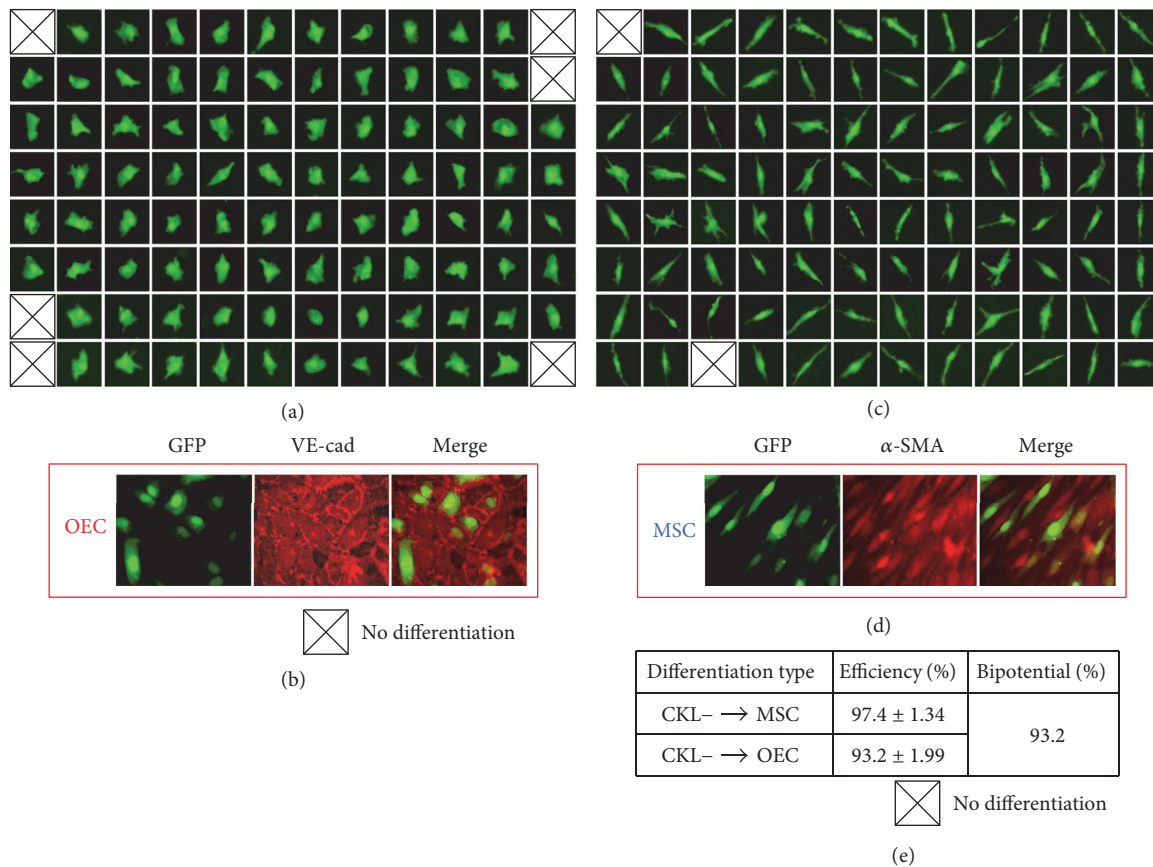 (a)
(c)
GFP VE-cad Merge
OEC
No differentiation
(b)
GFP α-SMA Merge
MSC
(d)
Differentiation type Efficiency (%) Bipotential (%)
CKL− → MSC 97.4 ± 1.34 93.2
CKL− → OEC 93.2 ± 1.99
No differentiation
(e)